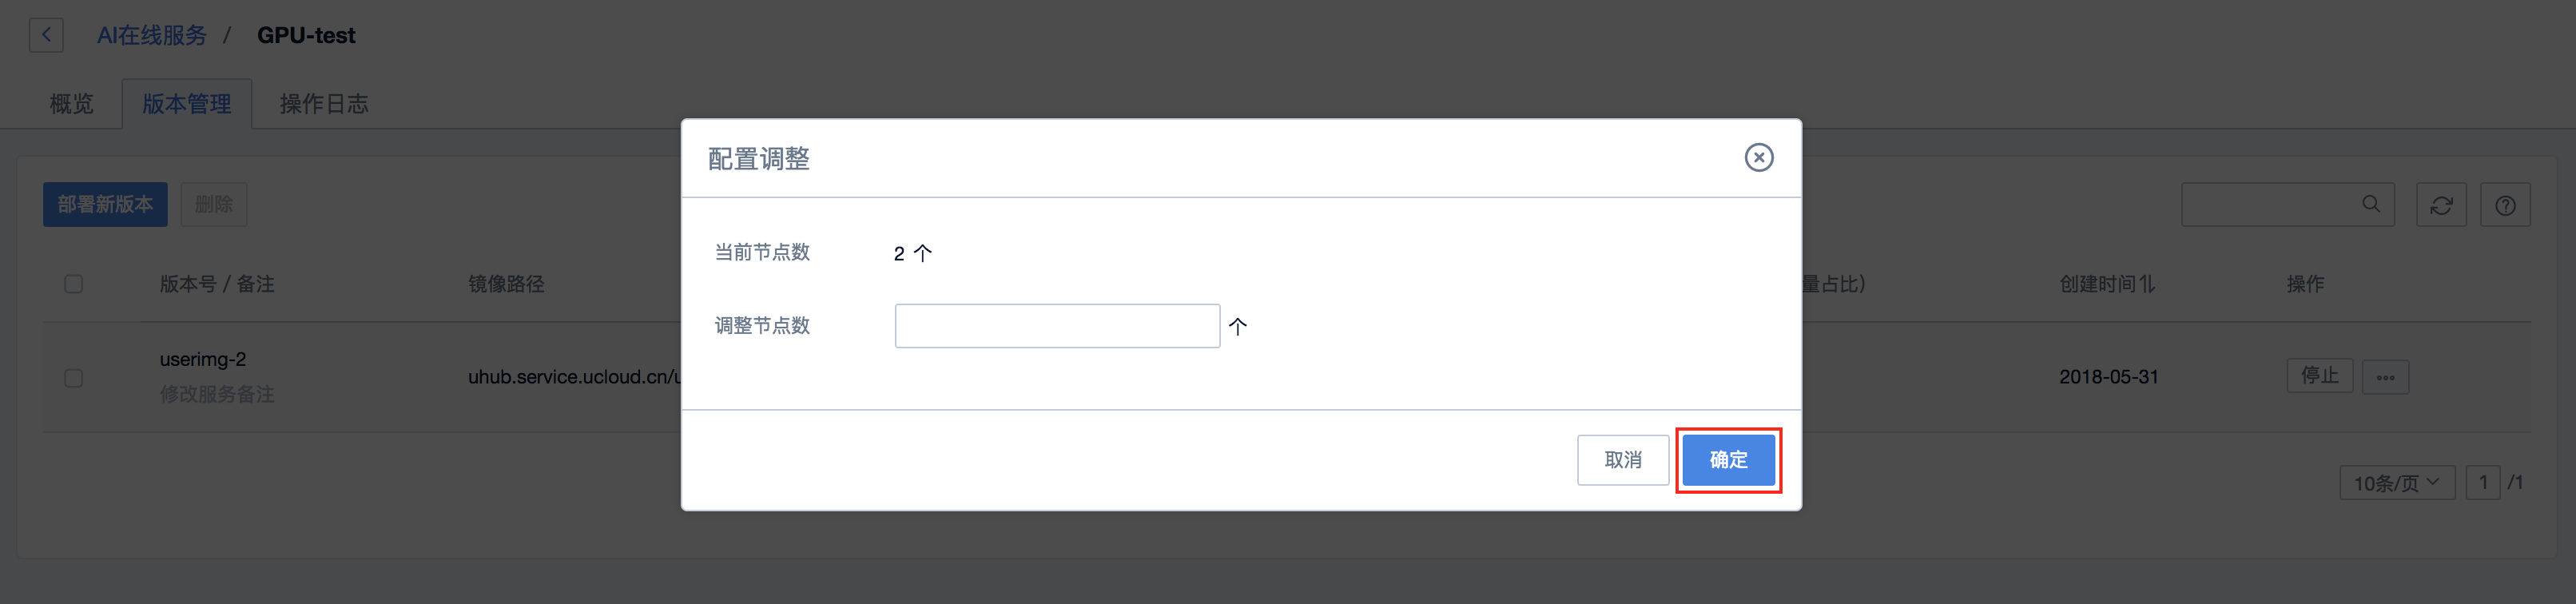 AI在线服务 / GPU-test
概览 版本管理 操作日志
配置调整
部署新版本 删除
当前节点数 2 个
版本号 / 备注 镜像路径 量占比) 创建时间 操作
调整节点数 个
userimg-2
uhub.service.ucloud.cn/u 2018-05-31 停止
修改服务备注
取消 确定
10条/页 1 /1